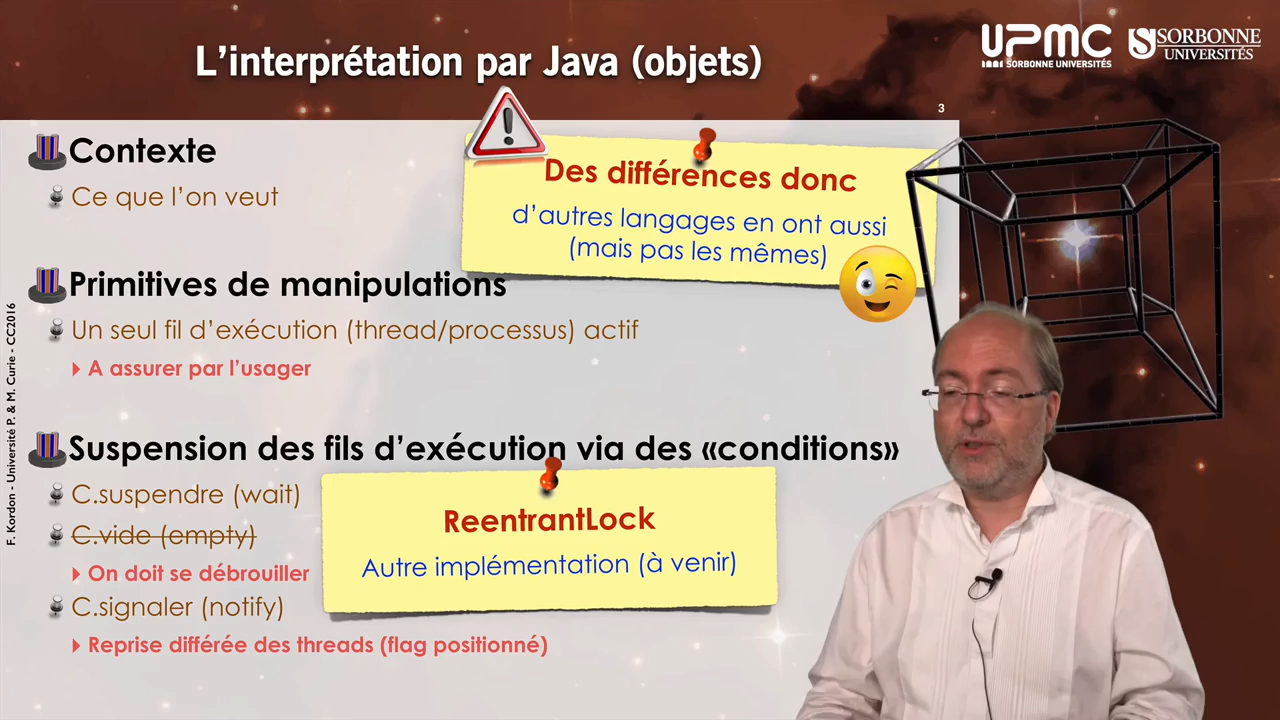 L’interprétation par Java (objets)
UPMC
SORBONNE UNIVERSITÉS
SORBONNE
UNIVERSITÉS
3
Contexte
Ce que l’on veut
Des différences donc
d’autres langages en ont aussi
(mais pas les mêmes)
Primitives de manipulations
Un seul fil d’exécution (thread/processus) actif
A assurer par l’usager
Suspension des fils d’exécution via des «conditions»
C.suspendre (wait)
C.vide (empty)
On doit se débrouiller
C.signaler (notify)
Reprise différée des threads (flag positionné)
ReentrantLock
Autre implémentation (à venir)
F. Kordon - Université P. & M. Curie - CC2016